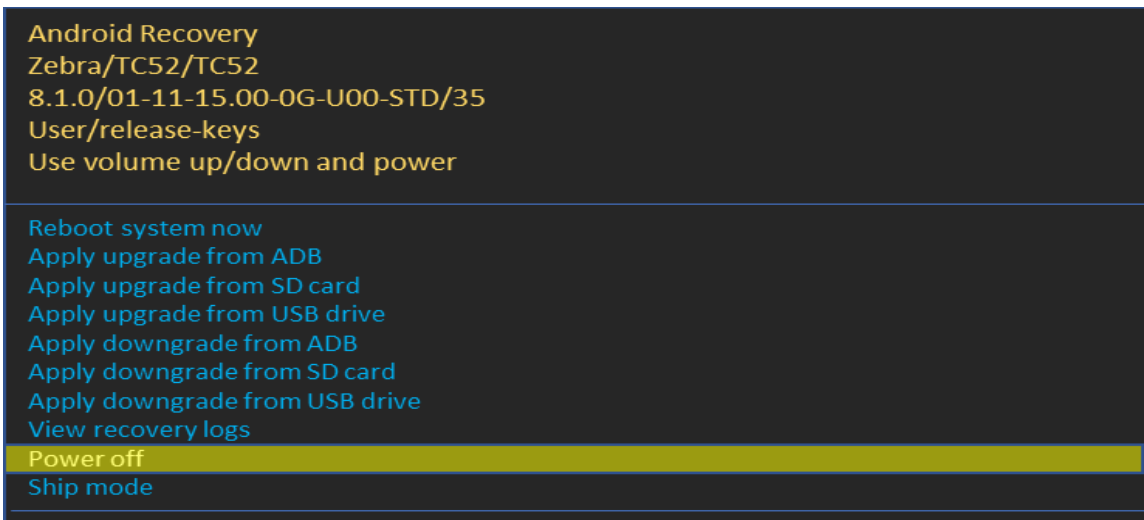 Android Recovery
Zebra/TC52/TC52
8.1.0/01-11-15.00-0G-U00-STD/35
User/release-keys
Use volume up/down and power
Reboot system now
Apply upgrade from ADB
Apply upgrade from SD card
Apply upgrade from USB drive
Apply downgrade from ADB
Apply downgrade from SD card
Apply downgrade from USB drive
View recovery logs
Power off
Ship mode